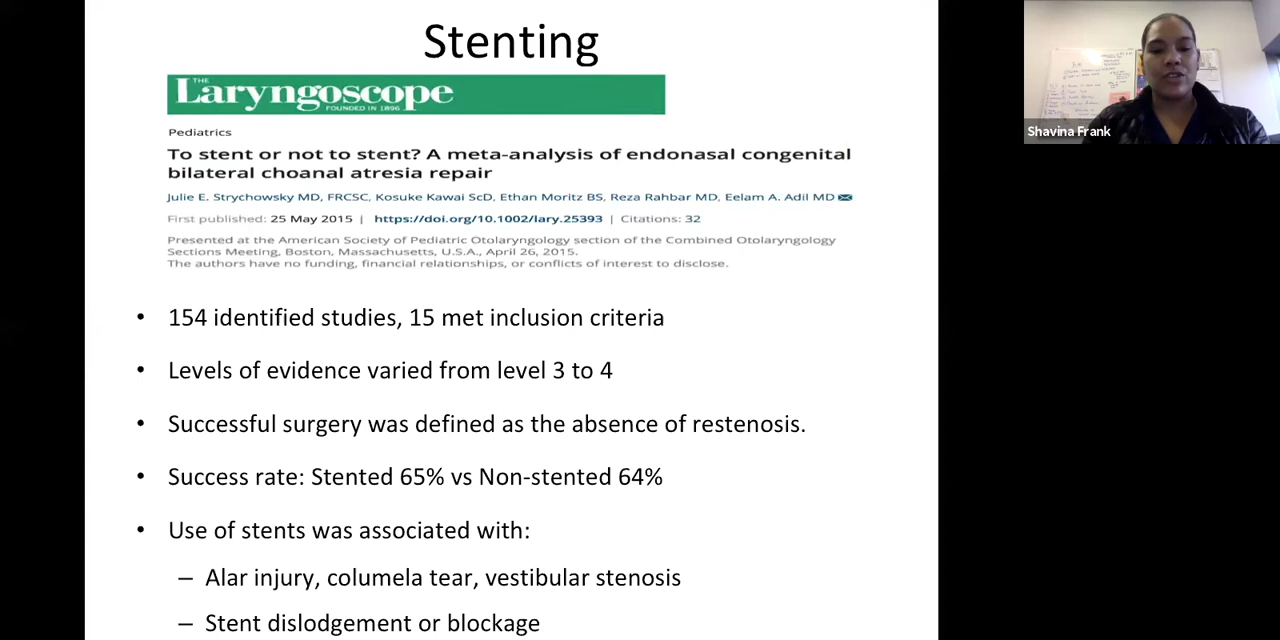 Stenting
THE
Laryngoscope
FOUNDED IN 1896
Pediatrics
To stent or not to stent? A meta-analysis of endonasal congenital
bilateral choanal atresia repair
Julie E. Strychowsky MD, FRCSC, Kosuke Kawai ScD, Ethan Moritz BS, Reza Rahbar MD, Eelam A. Adil MD
First published: 25 May 2015 | https://doi.org/10.1002/lary.25393 | Citations: 32
Presented at the American Society of Pediatric Otolaryngology section of the Combined Otolaryngology
Sections Meeting, Boston, Massachusetts, U.S.A., April 26, 2015.
The authors have no funding, financial relationships, or conflicts of interest to disclose.
• 154 identified studies, 15 met inclusion criteria
• Levels of evidence varied from level 3 to 4
• Successful surgery was defined as the absence of restenosis.
• Success rate: Stented 65% vs Non-stented 64%
• Use of stents was associated with:
– Alar injury, columela tear, vestibular stenosis
– Stent dislodgement or blockage
Shavina Frank